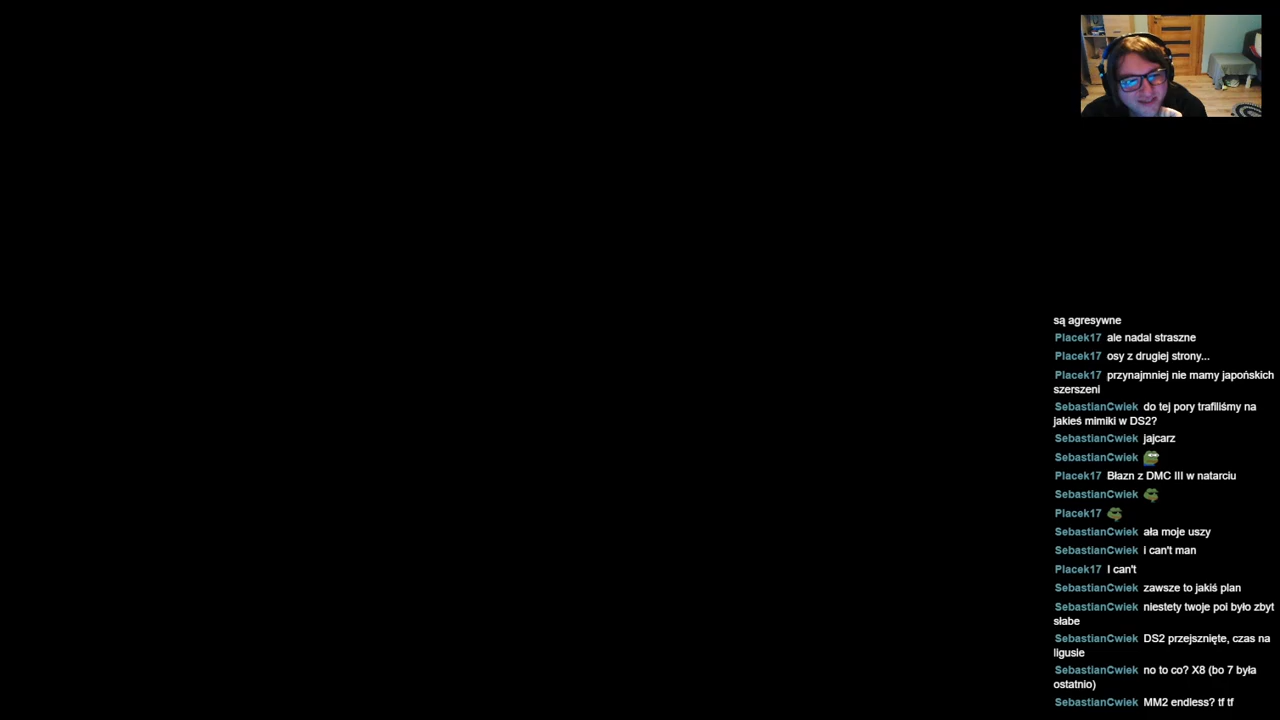 są agresywne
Placek17 ale nadal straszne
Placek17 osy z drugiej strony...
Placek17 przynajmniej nie mamy japońskich
szerszeni
SebastianCwiek do tej pory trafiliśmy na
jakieś mimiki w DS2?
SebastianCwiek jajcarz
SebastianCwiek
Placek17 Błazn z DMC III w natarciu
SebastianCwiek
Placek17
SebastianCwiek ała moje uszy
SebastianCwiek i can't man
Placek17 I can't
SebastianCwiek zawsze to jakiś plan
SebastianCwiek niestety twoje poi było zbyt
słabe
SebastianCwiek DS2 przejsznięte, czas na
ligusie
SebastianCwiek no to co? X8 (bo 7 była
ostatnio)
SebastianCwiek MM2 endless? tf tf